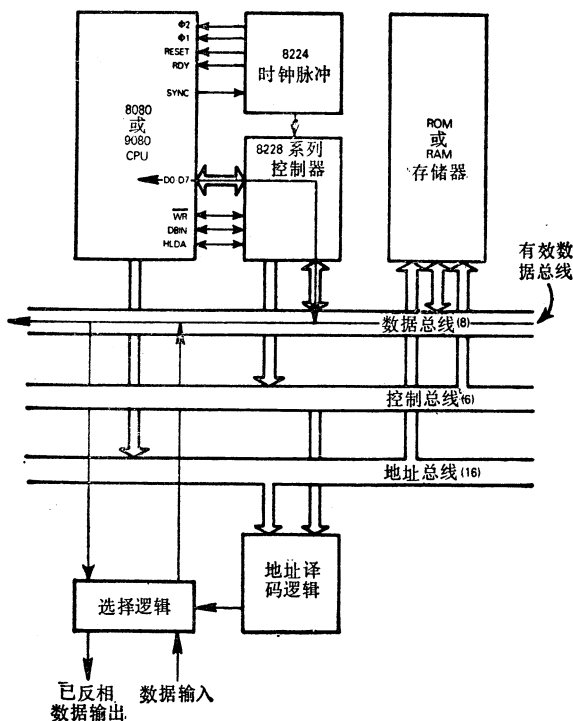 Φ2
Φ1
RESET
RDY
SYNC
8080
或
9080
CPU
D0 D7
WR
DBIN
HLDA
8224
时钟脉冲
8228 系列
控制器
ROM
或
RAM
存储器
有效数
据总线
数据总线(8)
控制总线(6)
地址总线(16)
地址译
码逻辑
选择逻辑
已反相
数据输出
数据输入